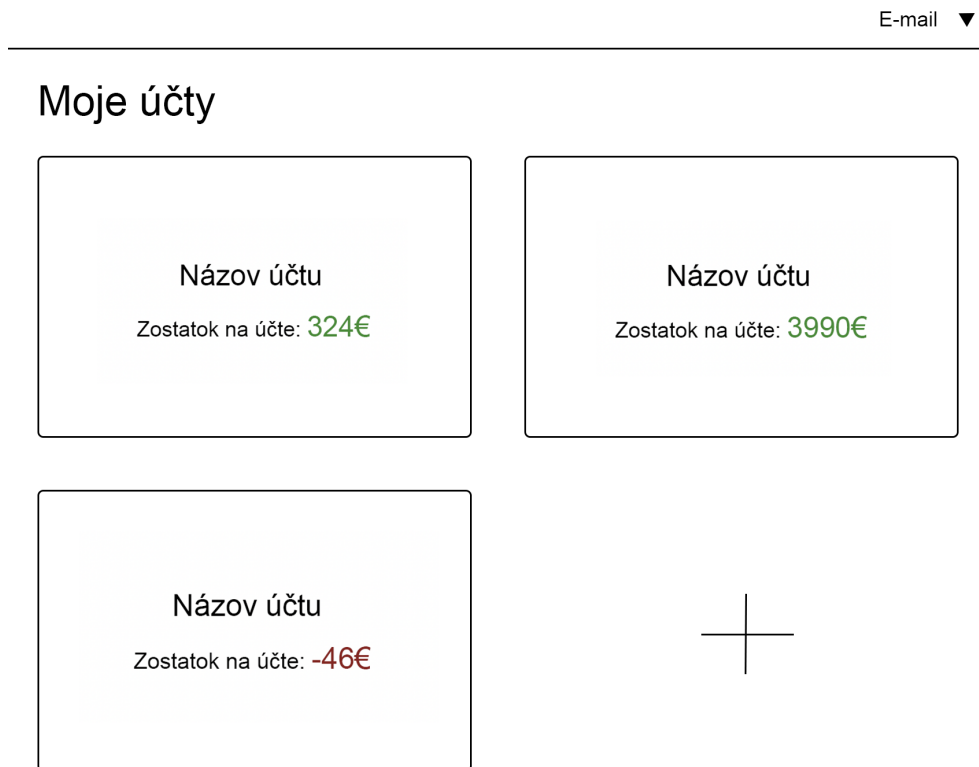 E-mail ▼
Moje účty
Názov účtu
Zostatok na účte: 324€
Názov účtu
Zostatok na účte: 3990€
Názov účtu
Zostatok na účte: -46€